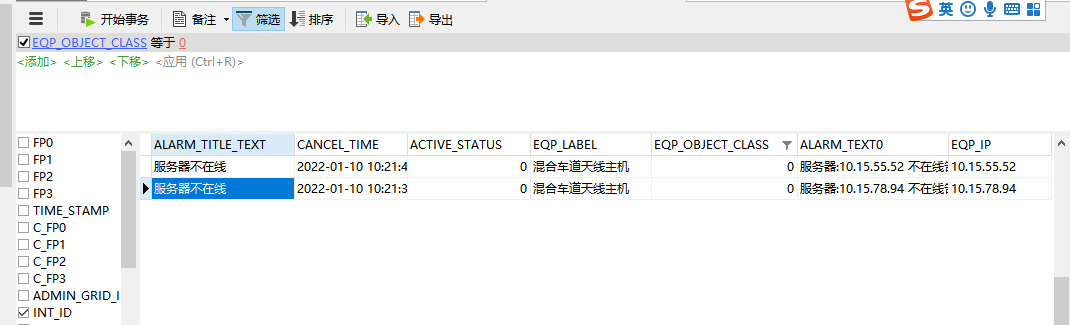 开始事务 备注 筛选 排序 导入 导出 英
EQP_OBJECT_CLASS 等于 0
<添加> <上移> <下移> <应用 (Ctrl+R)>
FP0
FP1
FP2
FP3
TIME_STAMP
C_FP0
C_FP1
C_FP2
C_FP3
ADMIN_GRID_I
INT_ID
ALARM_TITLE_TEXT CANCEL_TIME ACTIVE_STATUS EQP_LABEL EQP_OBJECT_CLASS ALARM_TEXT0 EQP_IP
服务器不在线 2022-01-10 10:21:4 0 混合车道天线主机 0 服务器:10.15.55.52 不在线 10.15.55.52
服务器不在线 2022-01-10 10:21:3 0 混合车道天线主机 0 服务器:10.15.78.94 不在线 10.15.78.94